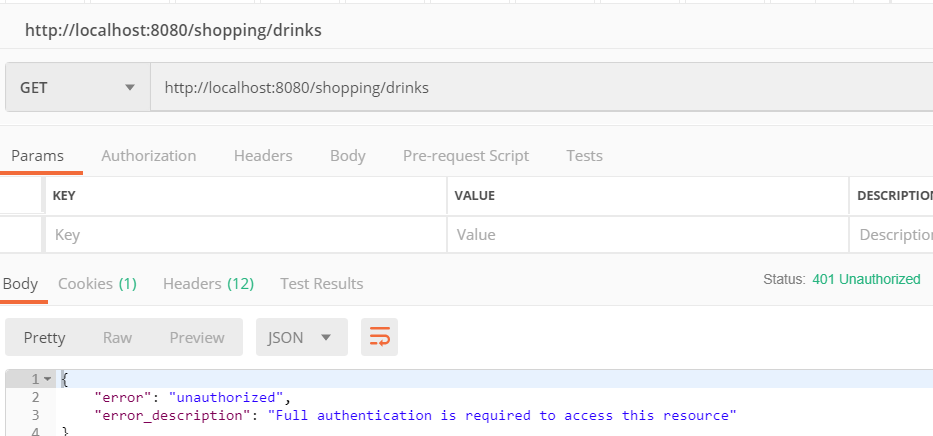 http://localhost:8080/shopping/drinks
GET http://localhost:8080/shopping/drinks
Params Authorization Headers Body Pre-request Script Tests
KEY VALUE DESCRIPTION
Key Value Description
Body Cookies (1) Headers (12) Test Results Status: 401 Unauthorized
Pretty Raw Preview JSON
1 {
2 "error": "unauthorized",
3 "error_description": "Full authentication is required to access this resource"
4 }